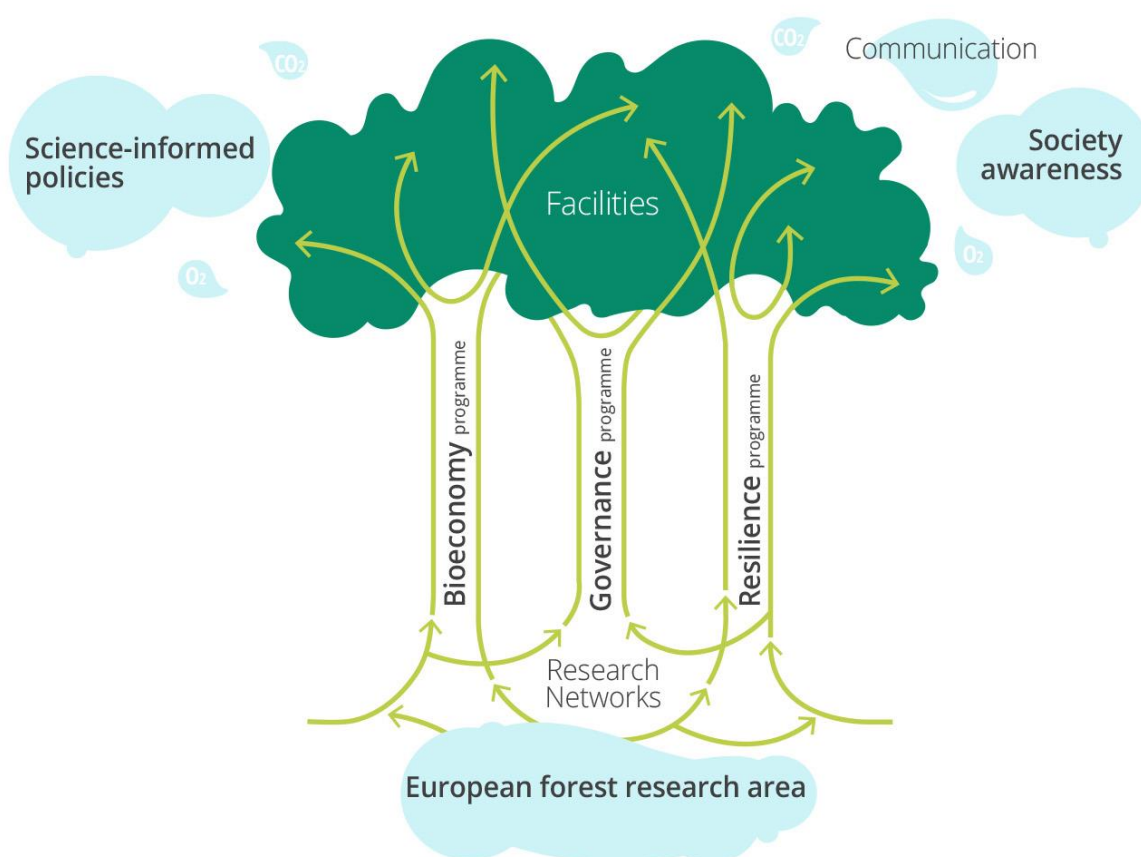 CO₂
CO₂
Communication
Science-informed
policies
Society
awareness
Facilities
O₂
O₂
Bioeconomy programme
Governance programme
Resilience programme
Research
Networks
European forest research area